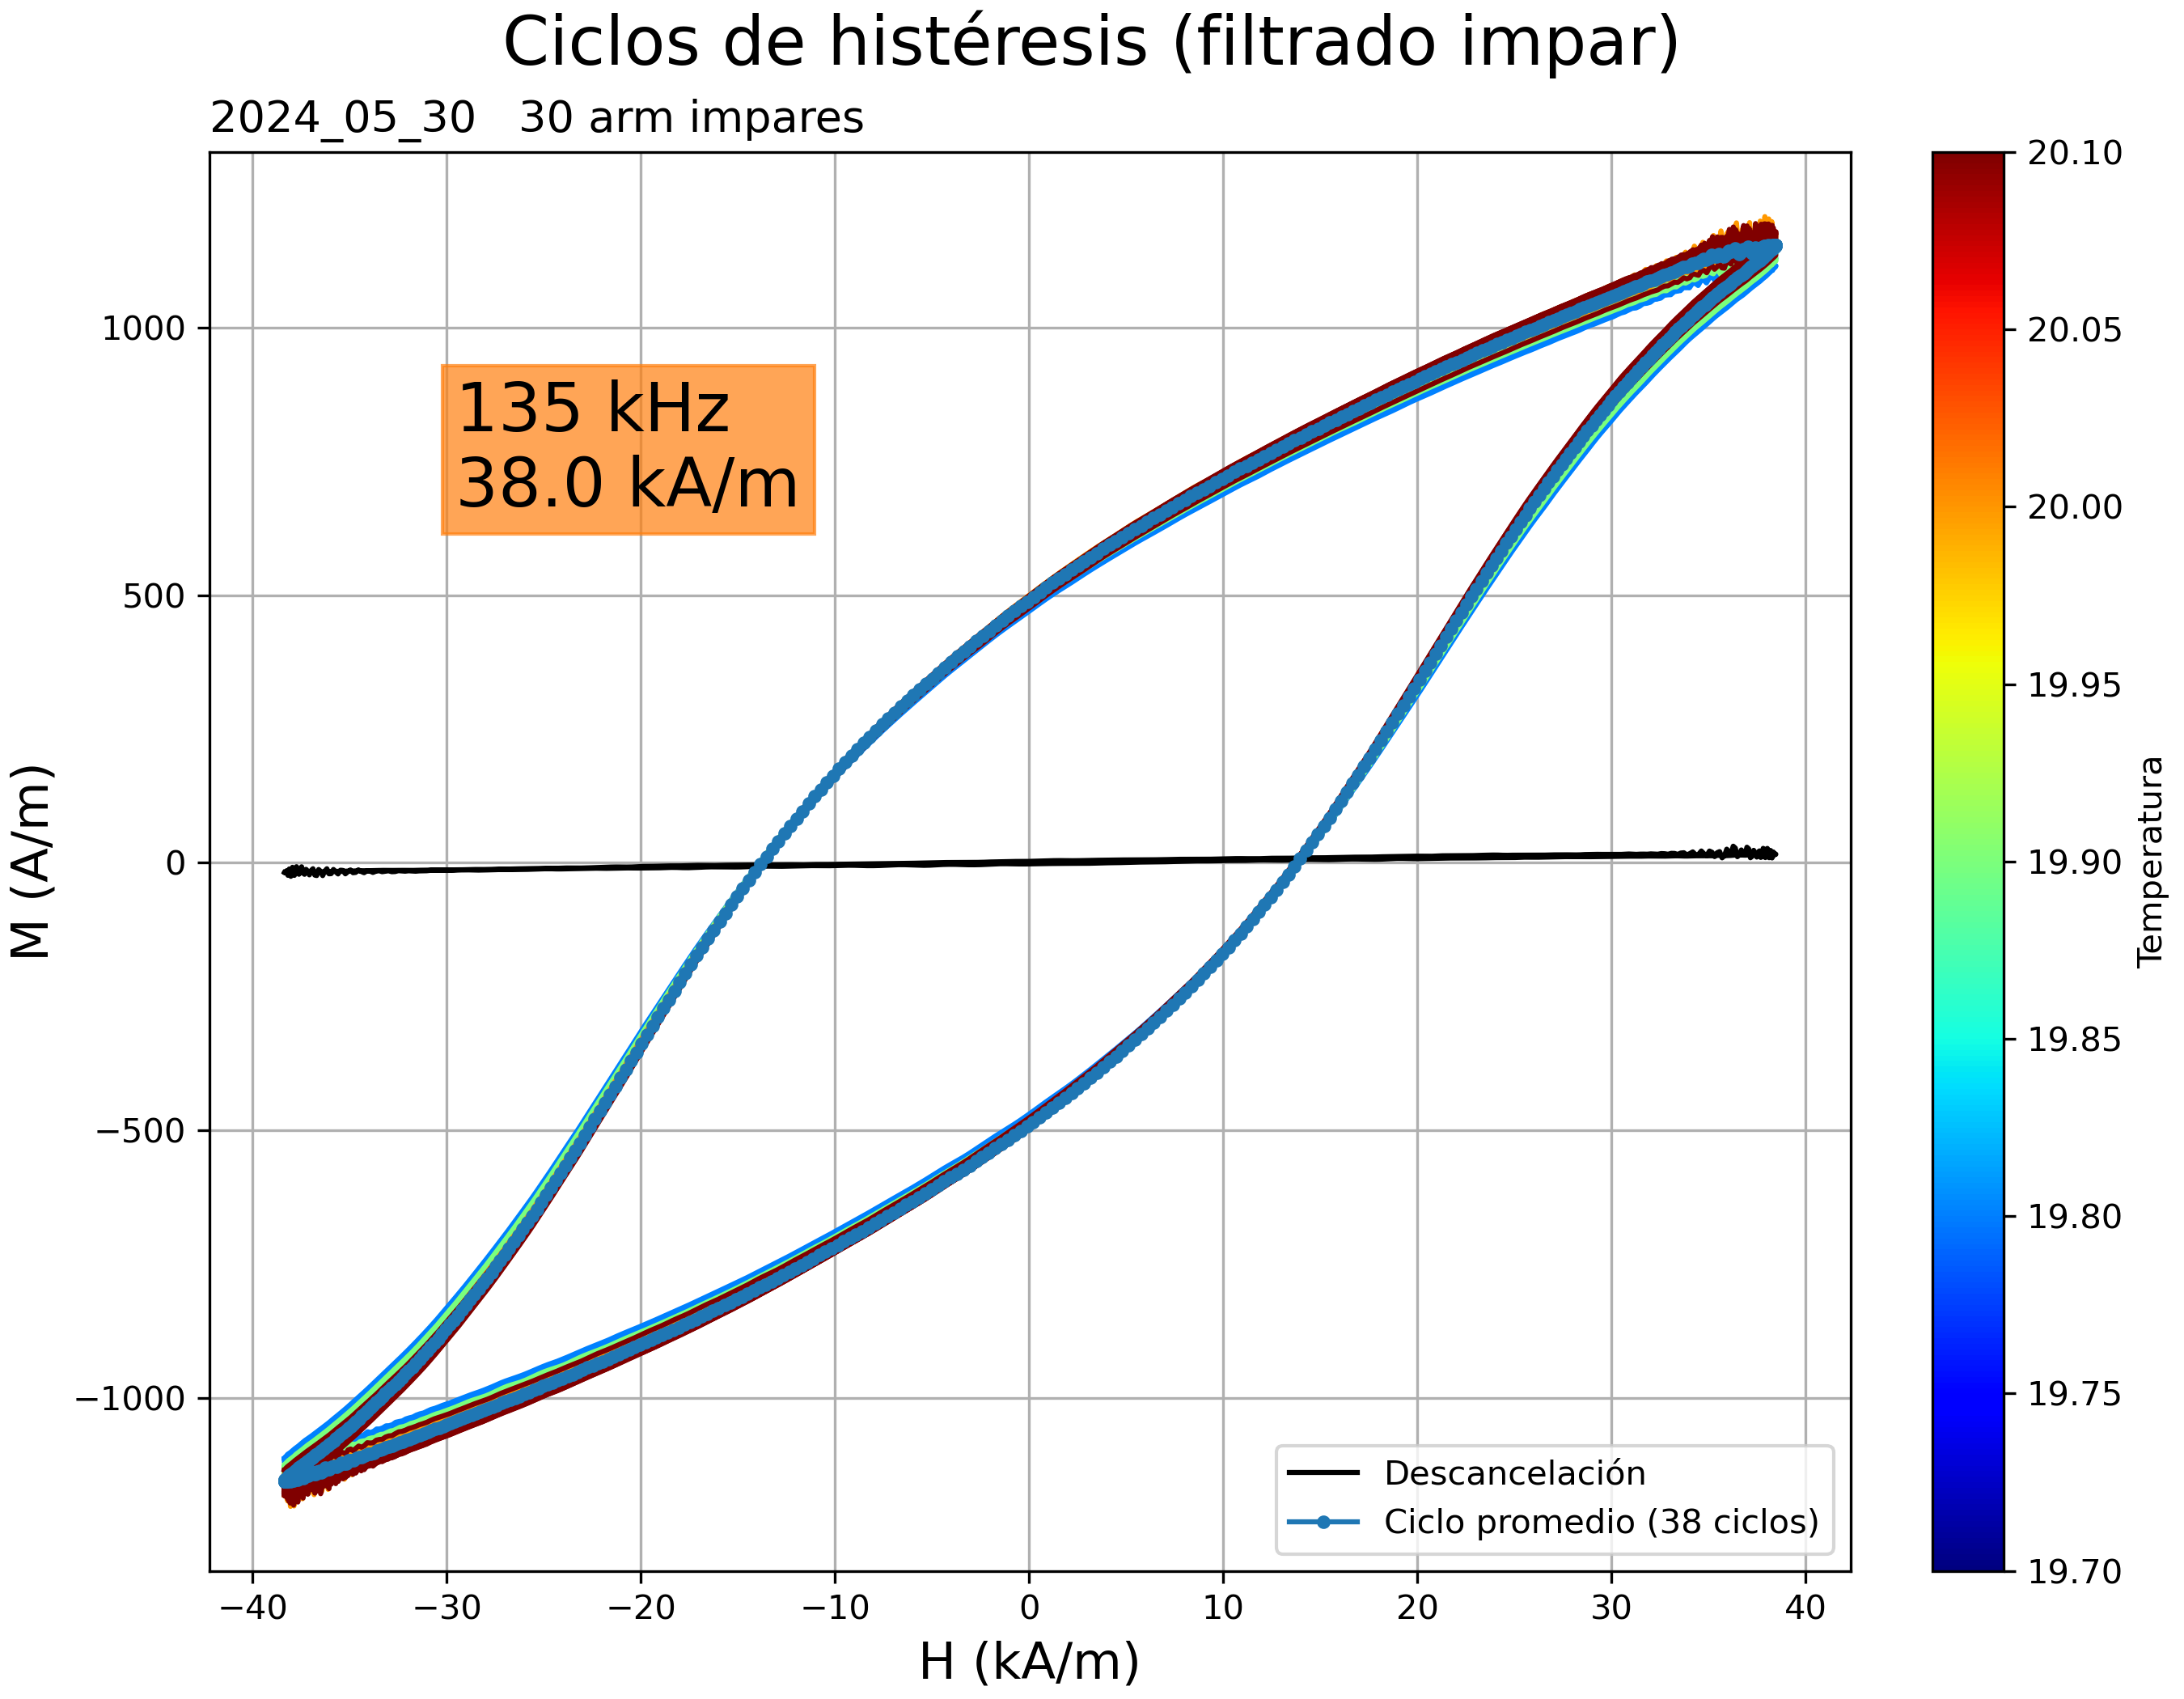 Ciclos de histéresis (filtrado impar)
2024_05_30   30 arm impares
135 kHz
38.0 kA/m
M (A/m)
1000
500
0
−500
−1000
−40
−30
−20
−10
0
10
20
30
40
H (kA/m)
Descancelación
Ciclo promedio (38 ciclos)
20.10
20.05
20.00
19.95
19.90
19.85
19.80
19.75
19.70
Temperatura